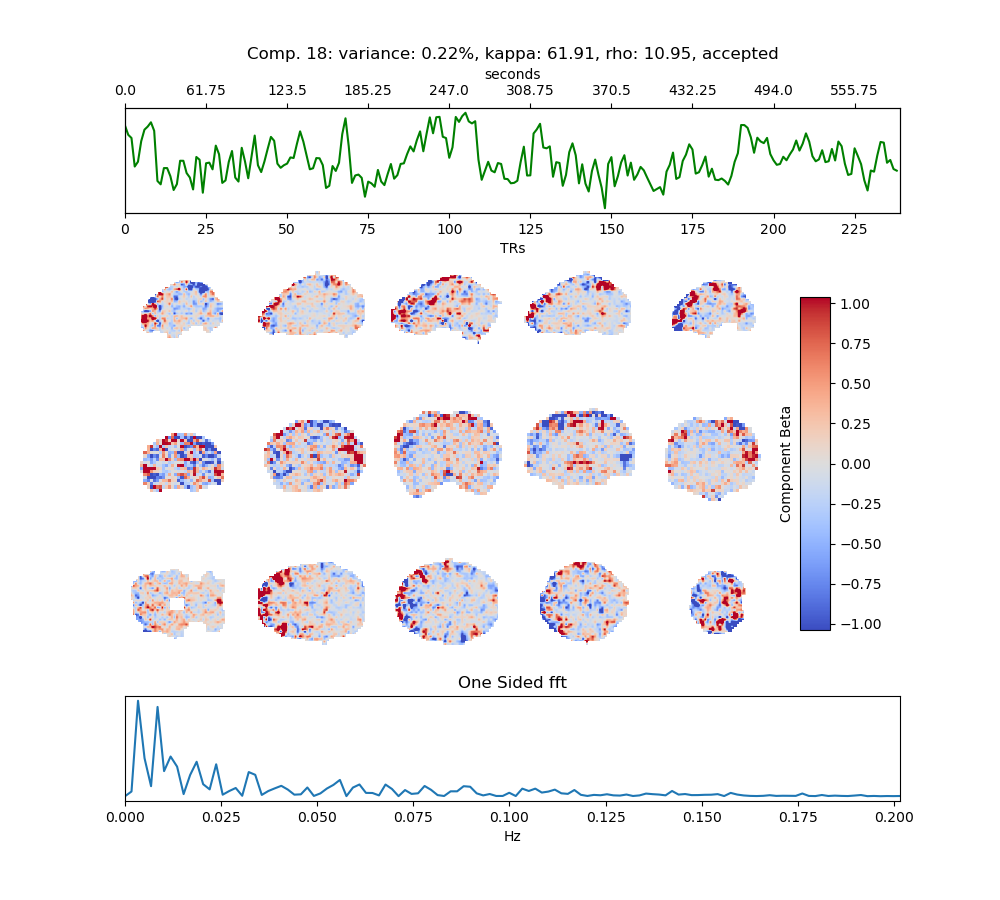 Comp. 18: variance: 0.22%, kappa: 61.91, rho: 10.95, accepted
seconds
0.0 61.75 123.5 185.25 247.0 308.75 370.5 432.25 494.0 555.75
0 25 50 75 100 125 150 175 200 225
TRs
1.00
0.75
0.50
0.25
0.00
−0.25
−0.50
−0.75
−1.00
Component Beta
One Sided fft
0.000 0.025 0.050 0.075 0.100 0.125 0.150 0.175 0.200
Hz